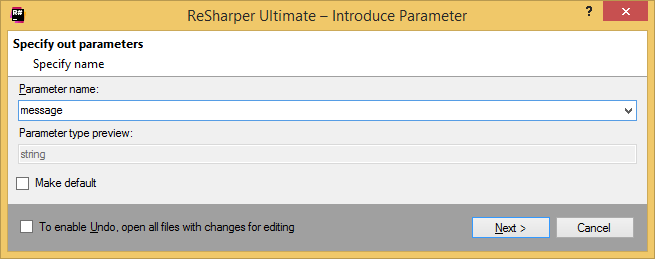 R#
ReSharper Ultimate – Introduce Parameter
?
Specify out parameters
Specify name
Parameter name:
message
Parameter type preview:
string
Make default
To enable Undo, open all files with changes for editing
Next >
Cancel